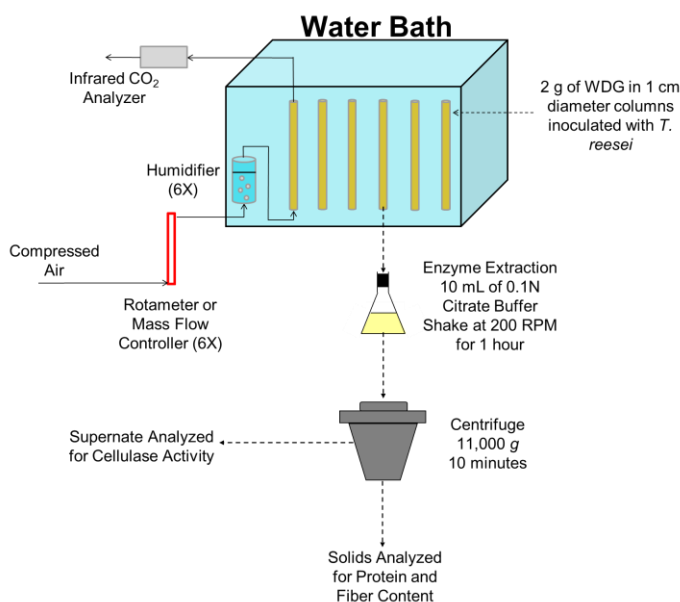 Water Bath
Infrared CO₂
Analyzer
2 g of WDG in 1 cm
diameter columns
inoculated with T.
reesei
Humidifier
(6X)
Compressed
Air
Rotameter or
Mass Flow
Controller (6X)
Enzyme Extraction
10 mL of 0.1N
Citrate Buffer
Shake at 200 RPM
for 1 hour
Centrifuge
11,000 g
10 minutes
Supernate Analyzed
for Cellulase Activity
Solids Analyzed
for Protein and
Fiber Content